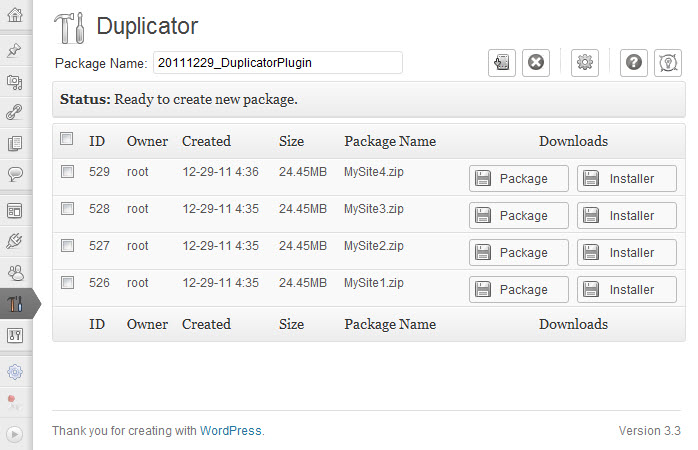 Duplicator
Package Name: 20111229_DuplicatorPlugin
Status: Ready to create new package.
ID Owner Created Size Package Name Downloads
529 root 12-29-11 4:36 24.45MB MySite4.zip Package Installer
528 root 12-29-11 4:35 24.45MB MySite3.zip Package Installer
527 root 12-29-11 4:35 24.45MB MySite2.zip Package Installer
526 root 12-29-11 4:35 24.45MB MySite1.zip Package Installer
ID Owner Created Size Package Name Downloads
Thank you for creating with WordPress. Version 3.3